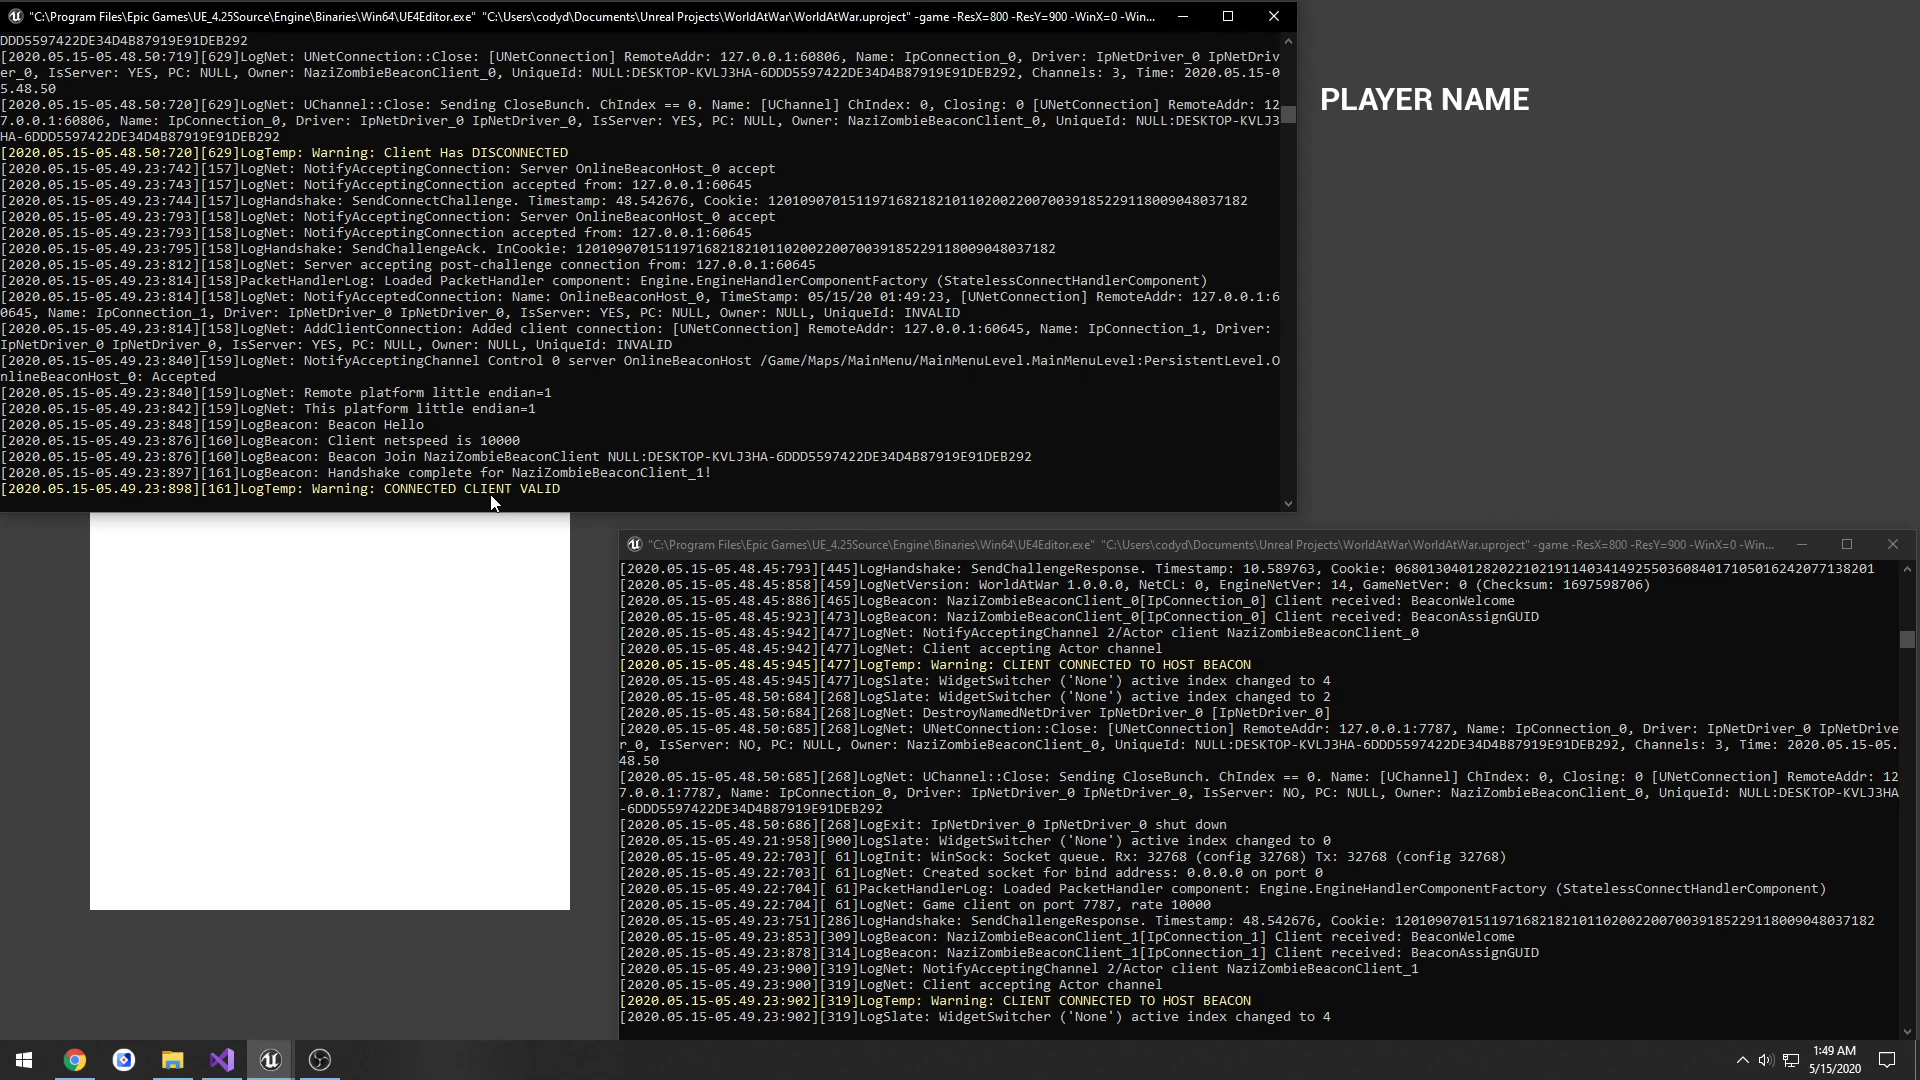 "C:\Program Files\Epic Games\UE_4.25Source\Engine\Binaries\Win64\UE4Editor.exe" "C:\Users\codyd\Documents\Unreal Projects\WorldAtWar\WorldAtWar.uproject" -game -ResX=800 -ResY=900 -WinX=0 -Win...
DDD5597422DE34D4B87919E91DEB292
[2020.05.15-05.48.50:719][629]LogNet: UNetConnection::Close: [UNetConnection] RemoteAddr: 127.0.0.1:60806, Name: IpConnection_0, Driver: IpNetDriver_0 IpNetDriv
er_0, IsServer: YES, PC: NULL, Owner: NaziZombieBeaconClient_0, UniqueId: NULL:DESKTOP-KVLJ3HA-6DDD5597422DE34D4B87919E91DEB292, Channels: 3, Time: 2020.05.15-0
5.48.50
[2020.05.15-05.48.50:720][629]LogNet: UChannel::Close: Sending CloseBunch. ChIndex == 0. Name: [UChannel] ChIndex: 0, Closing: 0 [UNetConnection] RemoteAddr: 12
7.0.0.1:60806, Name: IpConnection_0, Driver: IpNetDriver_0 IpNetDriver_0, IsServer: YES, PC: NULL, Owner: NaziZombieBeaconClient_0, UniqueId: NULL:DESKTOP-KVLJ3
HA-6DDD5597422DE34D4B87919E91DEB292
[2020.05.15-05.48.50:720][629]LogTemp: Warning: Client Has DISCONNECTED
[2020.05.15-05.49.23:742][157]LogNet: NotifyAcceptingConnection: Server OnlineBeaconHost_0 accept
[2020.05.15-05.49.23:743][157]LogNet: NotifyAcceptingConnection accepted from: 127.0.0.1:60645
[2020.05.15-05.49.23:744][157]LogHandshake: SendConnectChallenge. Timestamp: 48.542676, Cookie: 120109070151197168218210110200220070039185229118009048037182
[2020.05.15-05.49.23:793][158]LogNet: NotifyAcceptingConnection: Server OnlineBeaconHost_0 accept
[2020.05.15-05.49.23:793][158]LogNet: NotifyAcceptingConnection accepted from: 127.0.0.1:60645
[2020.05.15-05.49.23:795][158]LogHandshake: SendChallengeAck. InCookie: 120109070151197168218210110200220070039185229118009048037182
[2020.05.15-05.49.23:812][158]LogNet: Server accepting post-challenge connection from: 127.0.0.1:60645
[2020.05.15-05.49.23:814][158]PacketHandlerLog: Loaded PacketHandler component: Engine.EngineHandlerComponentFactory (StatelessConnectHandlerComponent)
[2020.05.15-05.49.23:814][158]LogNet: NotifyAcceptedConnection: Name: OnlineBeaconHost_0, TimeStamp: 05/15/20 01:49:23, [UNetConnection] RemoteAddr: 127.0.0.1:6
0645, Name: IpConnection_1, Driver: IpNetDriver_0 IpNetDriver_0, IsServer: YES, PC: NULL, Owner: NULL, UniqueId: INVALID
[2020.05.15-05.49.23:814][158]LogNet: AddClientConnection: Added client connection: [UNetConnection] RemoteAddr: 127.0.0.1:60645, Name: IpConnection_1, Driver:
IpNetDriver_0 IpNetDriver_0, IsServer: YES, PC: NULL, Owner: NULL, UniqueId: INVALID
[2020.05.15-05.49.23:840][159]LogNet: NotifyAcceptingChannel Control 0 server OnlineBeaconHost /Game/Maps/MainMenu/MainMenuLevel.MainMenuLevel:PersistentLevel.O
nlineBeaconHost_0: Accepted
[2020.05.15-05.49.23:840][159]LogNet: Remote platform little endian=1
[2020.05.15-05.49.23:842][159]LogNet: This platform little endian=1
[2020.05.15-05.49.23:848][159]LogBeacon: Beacon Hello
[2020.05.15-05.49.23:876][160]LogBeacon: Client netspeed is 10000
[2020.05.15-05.49.23:876][160]LogBeacon: Beacon Join NaziZombieBeaconClient NULL:DESKTOP-KVLJ3HA-6DDD5597422DE34D4B87919E91DEB292
[2020.05.15-05.49.23:897][161]LogBeacon: Handshake complete for NaziZombieBeaconClient_1!
[2020.05.15-05.49.23:898][161]LogTemp: Warning: CONNECTED CLIENT VALID
PLAYER NAME
"C:\Program Files\Epic Games\UE_4.25Source\Engine\Binaries\Win64\UE4Editor.exe" "C:\Users\codyd\Documents\Unreal Projects\WorldAtWar\WorldAtWar.uproject" -game -ResX=800 -ResY=900 -WinX=0 -Win...
[2020.05.15-05.48.45:793][445]LogHandshake: SendChallengeResponse. Timestamp: 10.589763, Cookie: 068013040128202210219114034149255036084017105016242077138201
[2020.05.15-05.48.45:858][459]LogNetVersion: WorldAtWar 1.0.0.0, NetCL: 0, EngineNetVer: 14, GameNetVer: 0 (Checksum: 1697598706)
[2020.05.15-05.48.45:886][465]LogBeacon: NaziZombieBeaconClient_0[IpConnection_0] Client received: BeaconWelcome
[2020.05.15-05.48.45:923][473]LogBeacon: NaziZombieBeaconClient_0[IpConnection_0] Client received: BeaconAssignGUID
[2020.05.15-05.48.45:942][477]LogNet: NotifyAcceptingChannel 2/Actor client NaziZombieBeaconClient_0
[2020.05.15-05.48.45:942][477]LogNet: Client accepting Actor channel
[2020.05.15-05.48.45:945][477]LogTemp: Warning: CLIENT CONNECTED TO HOST BEACON
[2020.05.15-05.48.45:945][477]LogSlate: WidgetSwitcher ('None') active index changed to 4
[2020.05.15-05.48.50:684][268]LogSlate: WidgetSwitcher ('None') active index changed to 2
[2020.05.15-05.48.50:684][268]LogNet: DestroyNamedNetDriver IpNetDriver_0 [IpNetDriver_0]
[2020.05.15-05.48.50:685][268]LogNet: UNetConnection::Close: [UNetConnection] RemoteAddr: 127.0.0.1:7787, Name: IpConnection_0, Driver: IpNetDriver_0 IpNetDrive
r_0, IsServer: NO, PC: NULL, Owner: NaziZombieBeaconClient_0, UniqueId: NULL:DESKTOP-KVLJ3HA-6DDD5597422DE34D4B87919E91DEB292, Channels: 3, Time: 2020.05.15-05.
48.50
[2020.05.15-05.48.50:685][268]LogNet: UChannel::Close: Sending CloseBunch. ChIndex == 0. Name: [UChannel] ChIndex: 0, Closing: 0 [UNetConnection] RemoteAddr: 12
7.0.0.1:7787, Name: IpConnection_0, Driver: IpNetDriver_0 IpNetDriver_0, IsServer: NO, PC: NULL, Owner: NaziZombieBeaconClient_0, UniqueId: NULL:DESKTOP-KVLJ3HA
-6DDD5597422DE34D4B87919E91DEB292
[2020.05.15-05.48.50:686][268]LogExit: IpNetDriver_0 IpNetDriver_0 shut down
[2020.05.15-05.49.21:958][900]LogSlate: WidgetSwitcher ('None') active index changed to 0
[2020.05.15-05.49.22:703][ 61]LogInit: WinSock: Socket queue. Rx: 32768 (config 32768) Tx: 32768 (config 32768)
[2020.05.15-05.49.22:703][ 61]LogNet: Created socket for bind address: 0.0.0.0 on port 0
[2020.05.15-05.49.22:704][ 61]PacketHandlerLog: Loaded PacketHandler component: Engine.EngineHandlerComponentFactory (StatelessConnectHandlerComponent)
[2020.05.15-05.49.22:704][ 61]LogNet: Game client on port 7787, rate 10000
[2020.05.15-05.49.23:751][286]LogHandshake: SendChallengeResponse. Timestamp: 48.542676, Cookie: 120109070151197168218210110200220070039185229118009048037182
[2020.05.15-05.49.23:853][309]LogBeacon: NaziZombieBeaconClient_1[IpConnection_1] Client received: BeaconWelcome
[2020.05.15-05.49.23:878][314]LogBeacon: NaziZombieBeaconClient_1[IpConnection_1] Client received: BeaconAssignGUID
[2020.05.15-05.49.23:900][319]LogNet: NotifyAcceptingChannel 2/Actor client NaziZombieBeaconClient_1
[2020.05.15-05.49.23:900][319]LogNet: Client accepting Actor channel
[2020.05.15-05.49.23:902][319]LogTemp: Warning: CLIENT CONNECTED TO HOST BEACON
[2020.05.15-05.49.23:902][319]LogSlate: WidgetSwitcher ('None') active index changed to 4
1:49 AM
5/15/2020